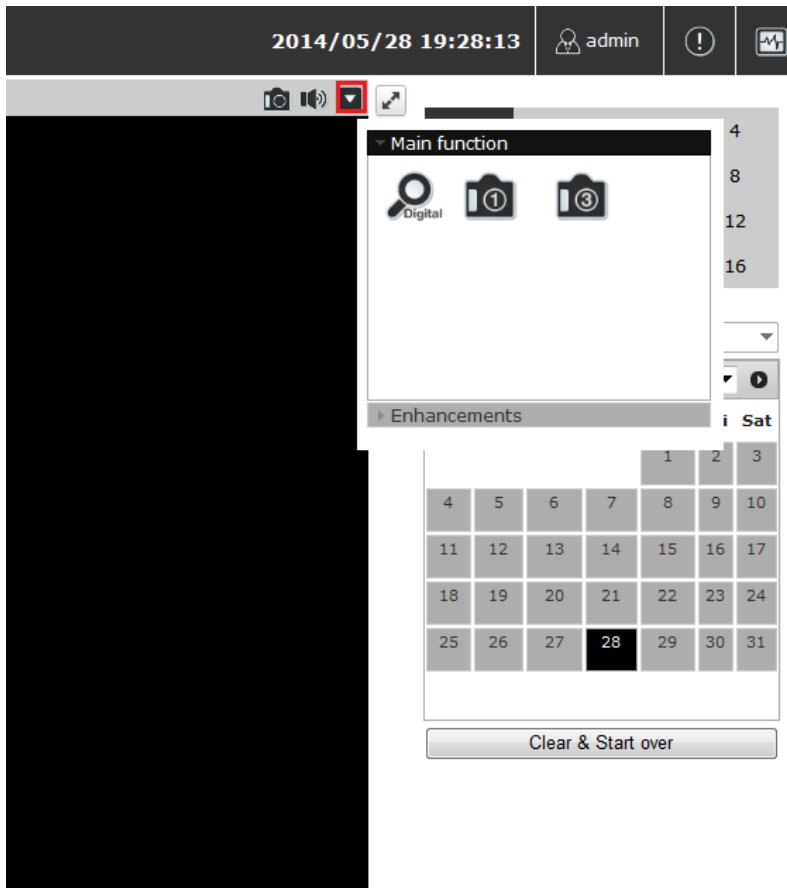 2014/05/28 19:28:13 admin
Main function
4
Digital 1 3
8
12
16
Enhancements
i Sat
1 2 3
4 5 6 7 8 9 10
11 12 13 14 15 16 17
18 19 20 21 22 23 24
25 26 27 28 29 30 31
Clear & Start over